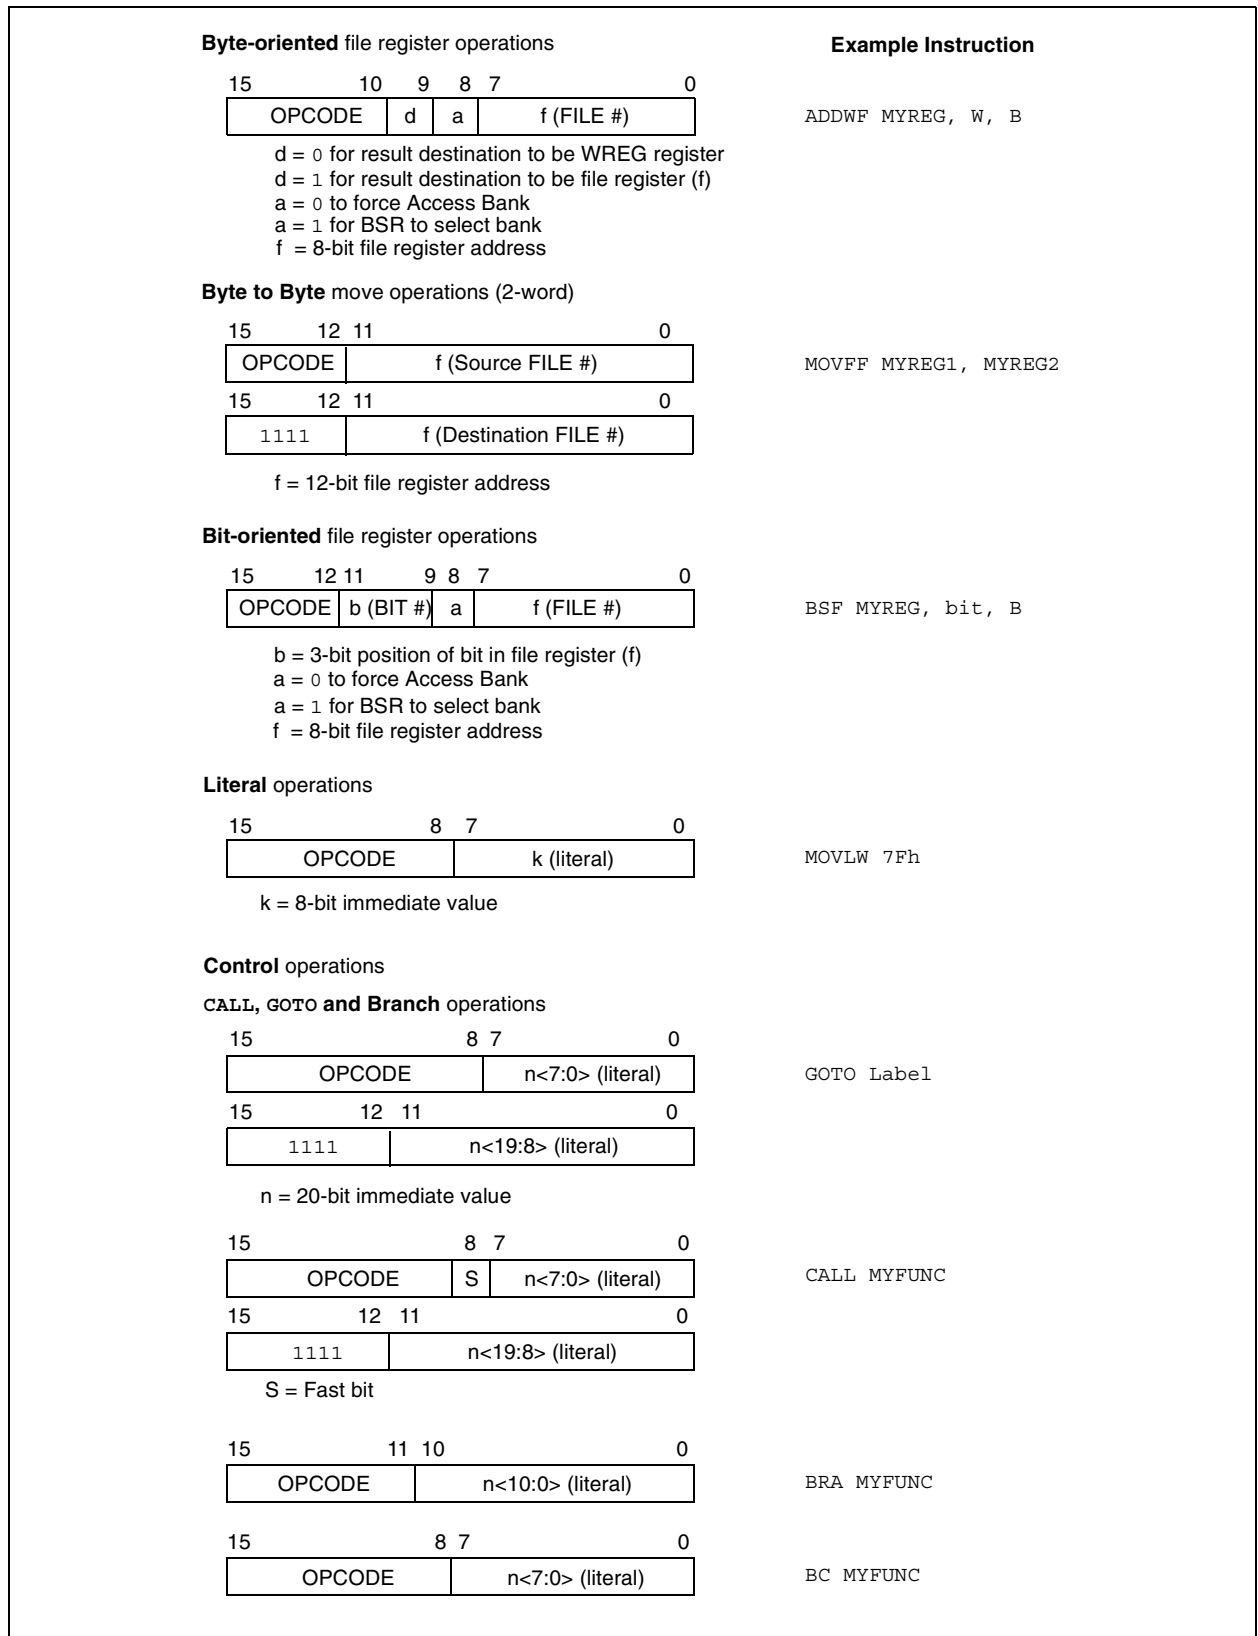 Byte-oriented file register operations Example Instruction
15 10 9 8 7 0
OPCODE d a f (FILE #) ADDWF MYREG, W, B
d = 0 for result destination to be WREG register
d = 1 for result destination to be file register (f)
a = 0 to force Access Bank
a = 1 for BSR to select bank
f = 8-bit file register address
Byte to Byte move operations (2-word)
15 12 11 0
OPCODE f (Source FILE #) MOVFF MYREG1, MYREG2
15 12 11 0
1111 f (Destination FILE #)
f = 12-bit file register address
Bit-oriented file register operations
15 12 11 9 8 7 0
OPCODE b (BIT #) a f (FILE #) BSF MYREG, bit, B
b = 3-bit position of bit in file register (f)
a = 0 to force Access Bank
a = 1 for BSR to select bank
f = 8-bit file register address
Literal operations
15 8 7 0
OPCODE k (literal) MOVLW 7Fh
k = 8-bit immediate value
Control operations
CALL, GOTO and Branch operations
15 8 7 0
OPCODE n<7:0> (literal) GOTO Label
15 12 11 0
1111 n<19:8> (literal)
n = 20-bit immediate value
15 8 7 0
OPCODE S n<7:0> (literal) CALL MYFUNC
15 12 11 0
1111 n<19:8> (literal)
S = Fast bit
15 11 10 0
OPCODE n<10:0> (literal) BRA MYFUNC
15 8 7 0
OPCODE n<7:0> (literal) BC MYFUNC